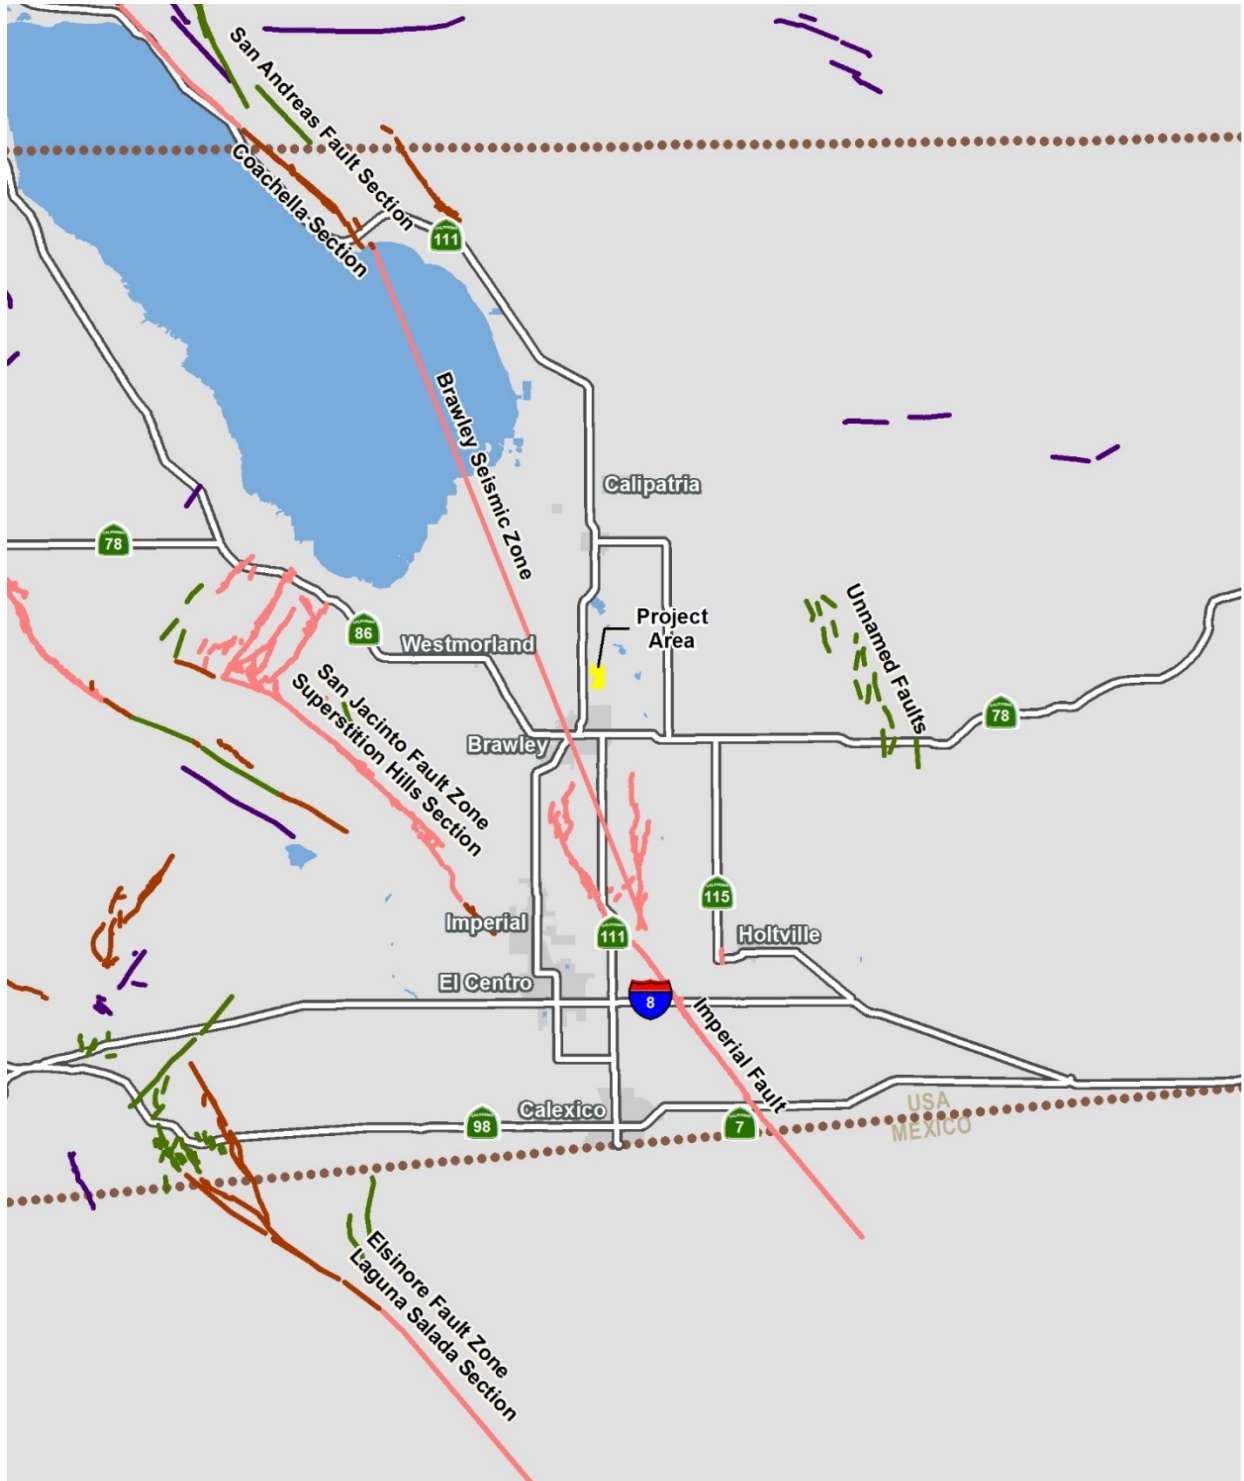 San Andreas Fault Section
Coachella Section
111
Brawley Seismic Zone
Calipatria
78
Unnamed Faults
Project
Area
86
Westmorland
San Jacinto Fault Zone
Superstition Hills Section
78
Brawley
115
Imperial
111
Holtville
El Centro
8
Imperial Fault
Calexico
98
7
USA
MEXICO
Elsinore Fault Zone
Laguna Salada Section